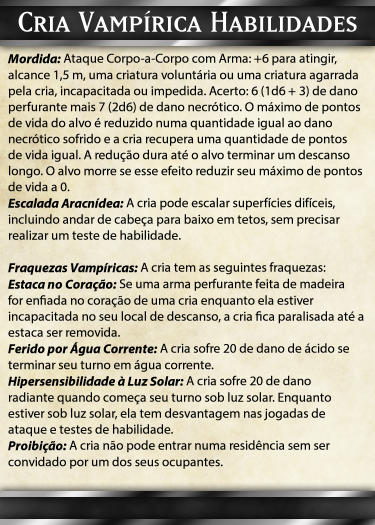 Cria Vampírica Habilidades
Mordida: Ataque Corpo-a-Corpo com Arma: +6 para atingir,
alcance 1,5 m, uma criatura voluntária ou uma criatura agarrada
pela cria, incapacitada ou impedida. Acerto: 6 (1d6 + 3) de dano
perfurante mais 7 (2d6) de dano necrótico. O máximo de pontos
de vida do alvo é reduzido numa quantidade igual ao dano
necrótico sofrido e a cria recupera uma quantidade de pontos
de vida igual. A redução dura até o alvo terminar um descanso
longo. O alvo morre se esse efeito reduzir seu máximo de pontos
de vida a 0.
Escalada Aracnídea: A cria pode escalar superfícies difíceis,
incluindo andar de cabeça para baixo em tetos, sem precisar
realizar um teste de habilidade.
Fraquezas Vampíricas: A cria tem as seguintes fraquezas:
Estaca no Coração: Se uma arma perfurante feita de madeira
for enfiada no coração de uma cria enquanto ela estiver
incapacitada no seu local de descanso, a cria fica paralisada até a
estaca ser removida.
Ferido por Água Corrente: A cria sofre 20 de dano de ácido se
terminar seu turno em água corrente.
Hipersensibilidade à Luz Solar: A cria sofre 20 de dano
radiante quando começa seu turno sob luz solar. Enquanto
estiver sob luz solar, ela tem desvantagem nas jogadas de
ataque e testes de habilidade.
Proibição: A cria não pode entrar numa residência sem ser
convidado por um dos seus ocupantes.